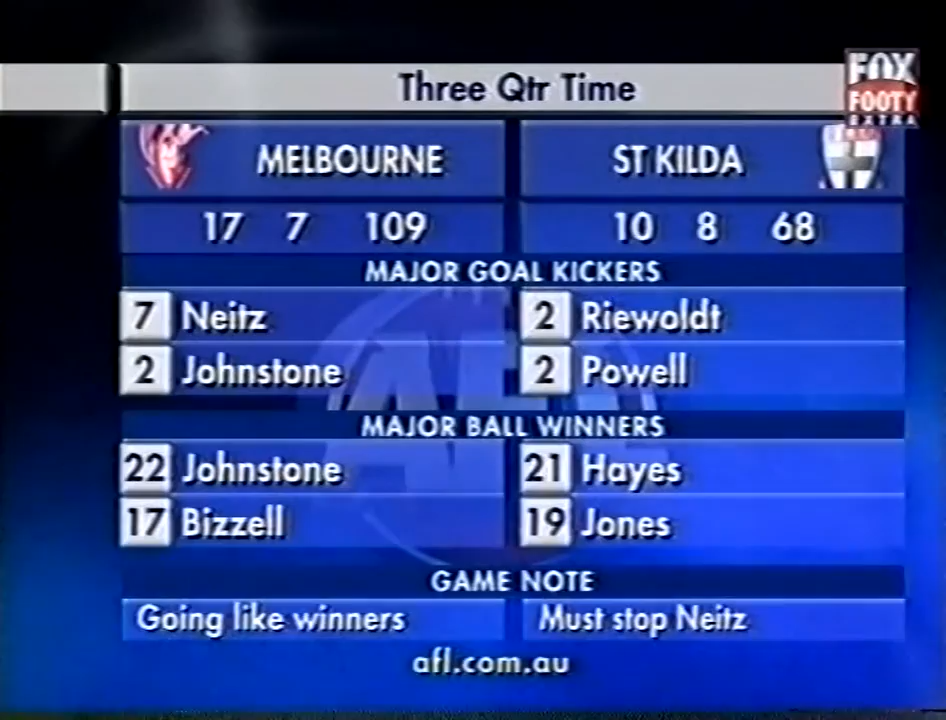 Three Qtr Time
FOX
FOOTY
EXTRA
MELBOURNE ST KILDA
17 7 109 10 8 68
MAJOR GOAL KICKERS
7 Neitz 2 Riewoldt
2 Johnstone 2 Powell
AFL
MAJOR BALL WINNERS
22 Johnstone 21 Hayes
17 Bizzell 19 Jones
GAME NOTE
Going like winners Must stop Neitz
afl.com.au